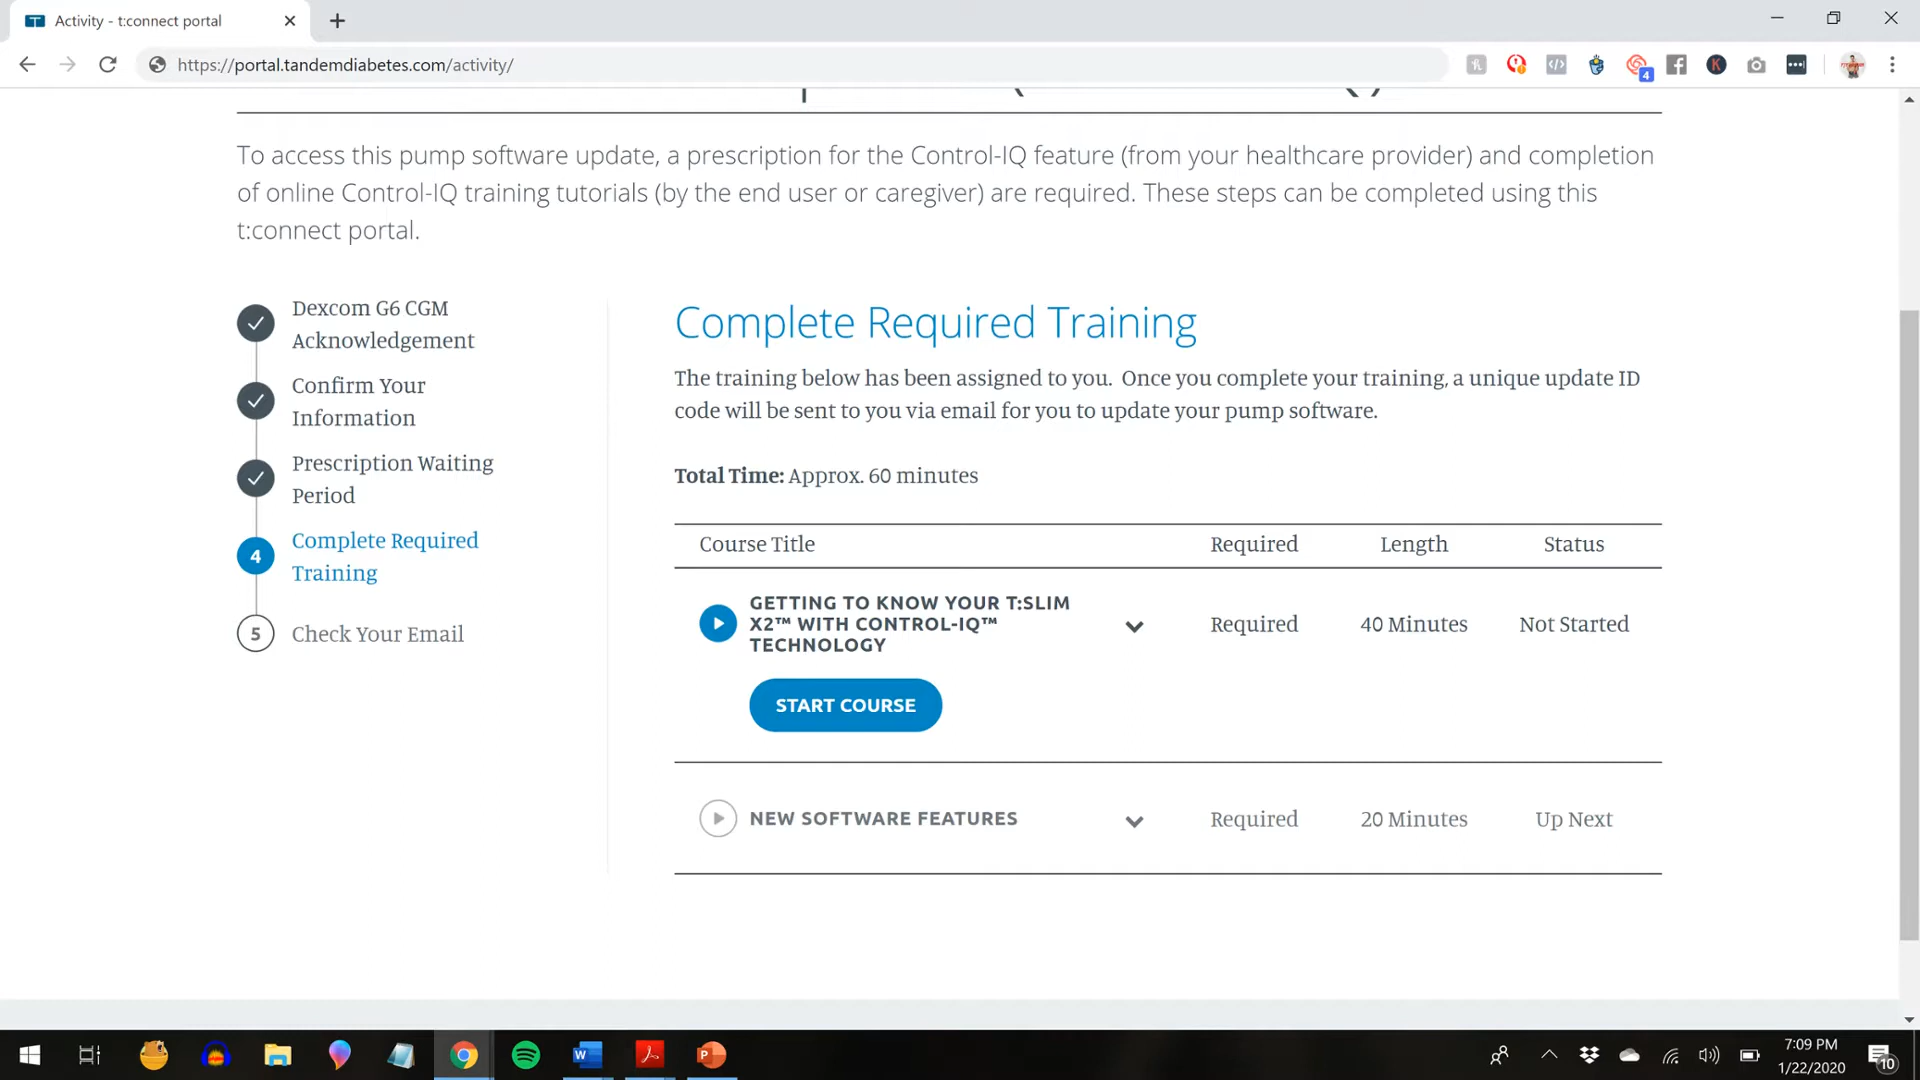 Activity - t:connect portal
https://portal.tandemdiabetes.com/activity/
4
K
To access this pump software update, a prescription for the Control-IQ feature (from your healthcare provider) and completion
of online Control-IQ training tutorials (by the end user or caregiver) are required. These steps can be completed using this
t:connect portal.
Dexcom G6 CGM
Acknowledgement
Confirm Your
Information
Prescription Waiting
Period
4 Complete Required
Training
5 Check Your Email
Complete Required Training
The training below has been assigned to you. Once you complete your training, a unique update ID
code will be sent to you via email for you to update your pump software.
Total Time: Approx. 60 minutes
Course Title Required Length Status
GETTING TO KNOW YOUR T:SLIM
X2™ WITH CONTROL-IQ™
TECHNOLOGY
Required 40 Minutes Not Started
START COURSE
NEW SOFTWARE FEATURES Required 20 Minutes Up Next
W
P
7:09 PM
1/22/2020
10